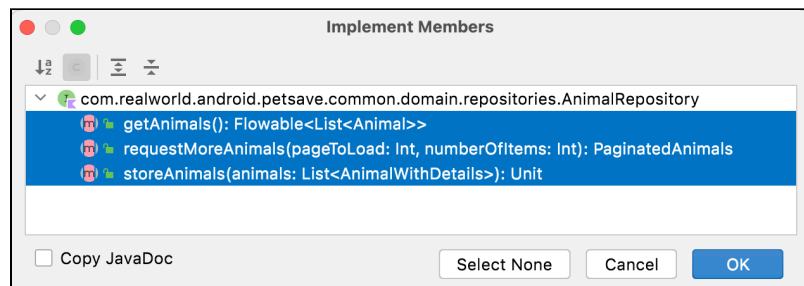 Implement Members
com.realworld.android.petsave.common.domain.repositories.AnimalRepository
getAnimals(): Flowable<List<Animal>>
requestMoreAnimals(pageToLoad: Int, numberOfItems: Int): PaginatedAnimals
storeAnimals(animals: List<AnimalWithDetails>): Unit
Copy JavaDoc
Select None
Cancel
OK